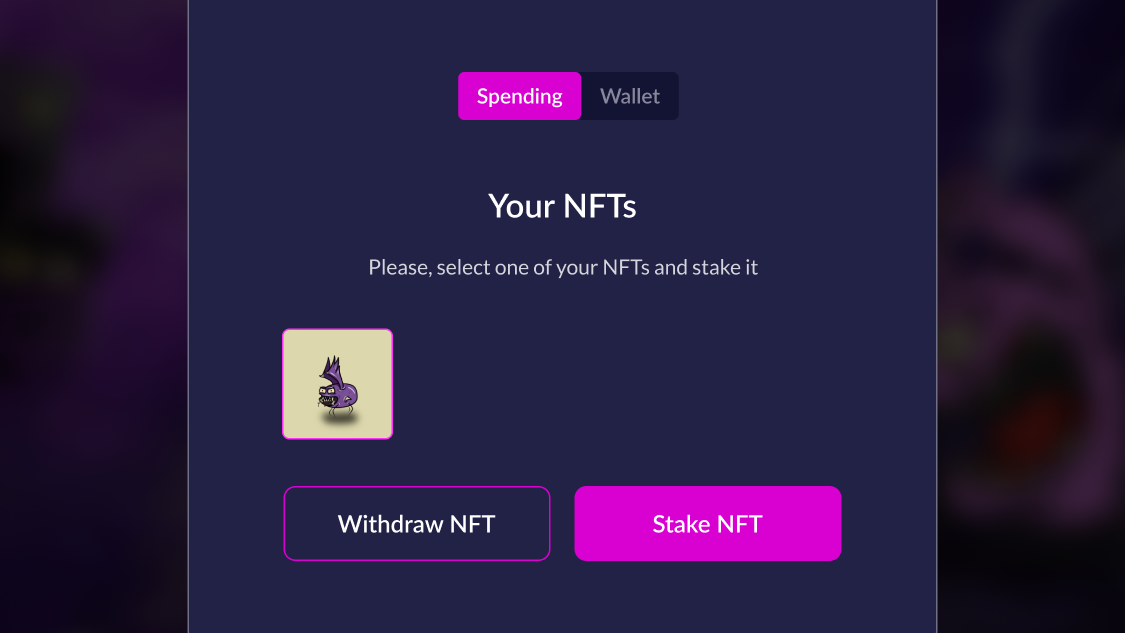 Spending Wallet
Your NFTs
Please, select one of your NFTs and stake it
Withdraw NFT Stake NFT